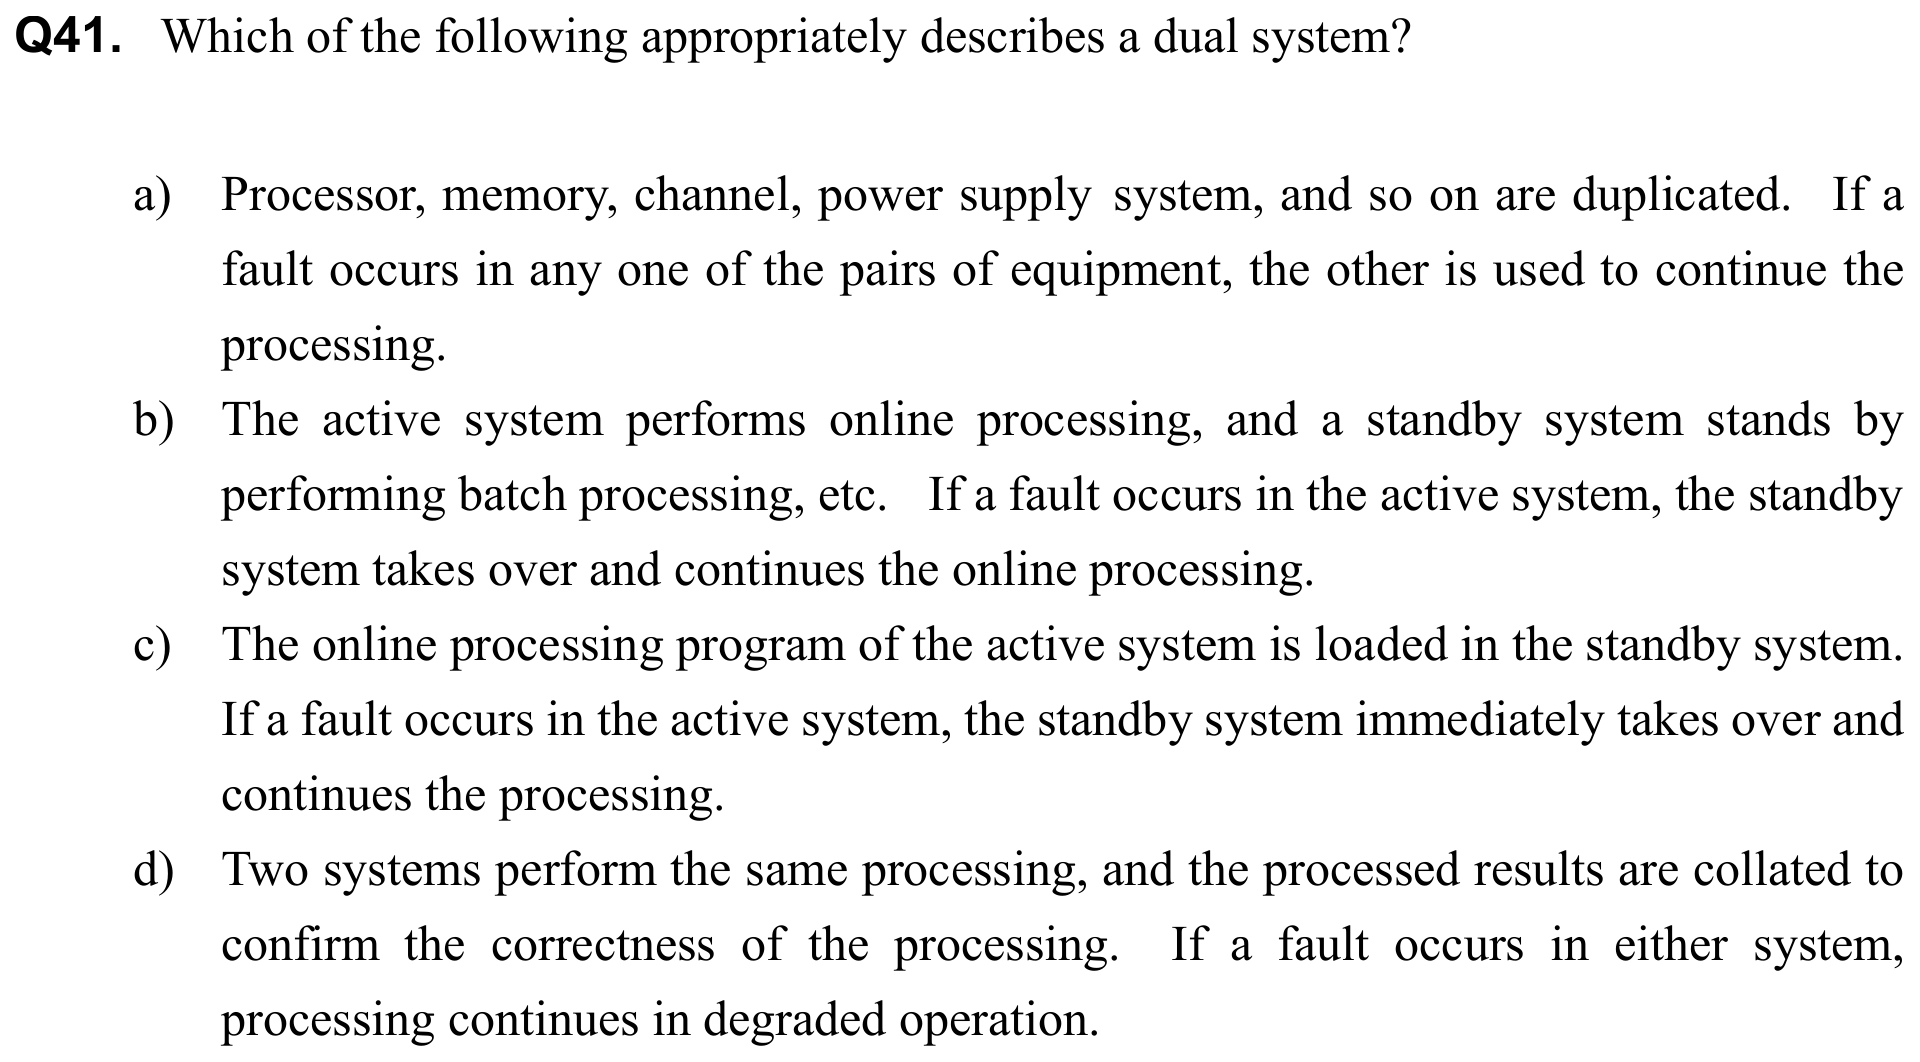 Q41. Which of the following appropriately describes a dual system?
a) Processor, memory, channel, power supply system, and so on are duplicated. If a
fault occurs in any one of the pairs of equipment, the other is used to continue the
processing.
b) The active system performs online processing, and a standby system stands by
performing batch processing, etc. If a fault occurs in the active system, the standby
system takes over and continues the online processing.
c) The online processing program of the active system is loaded in the standby system.
If a fault occurs in the active system, the standby system immediately takes over and
continues the processing.
d) Two systems perform the same processing, and the processed results are collated to
confirm the correctness of the processing. If a fault occurs in either system,
processing continues in degraded operation.